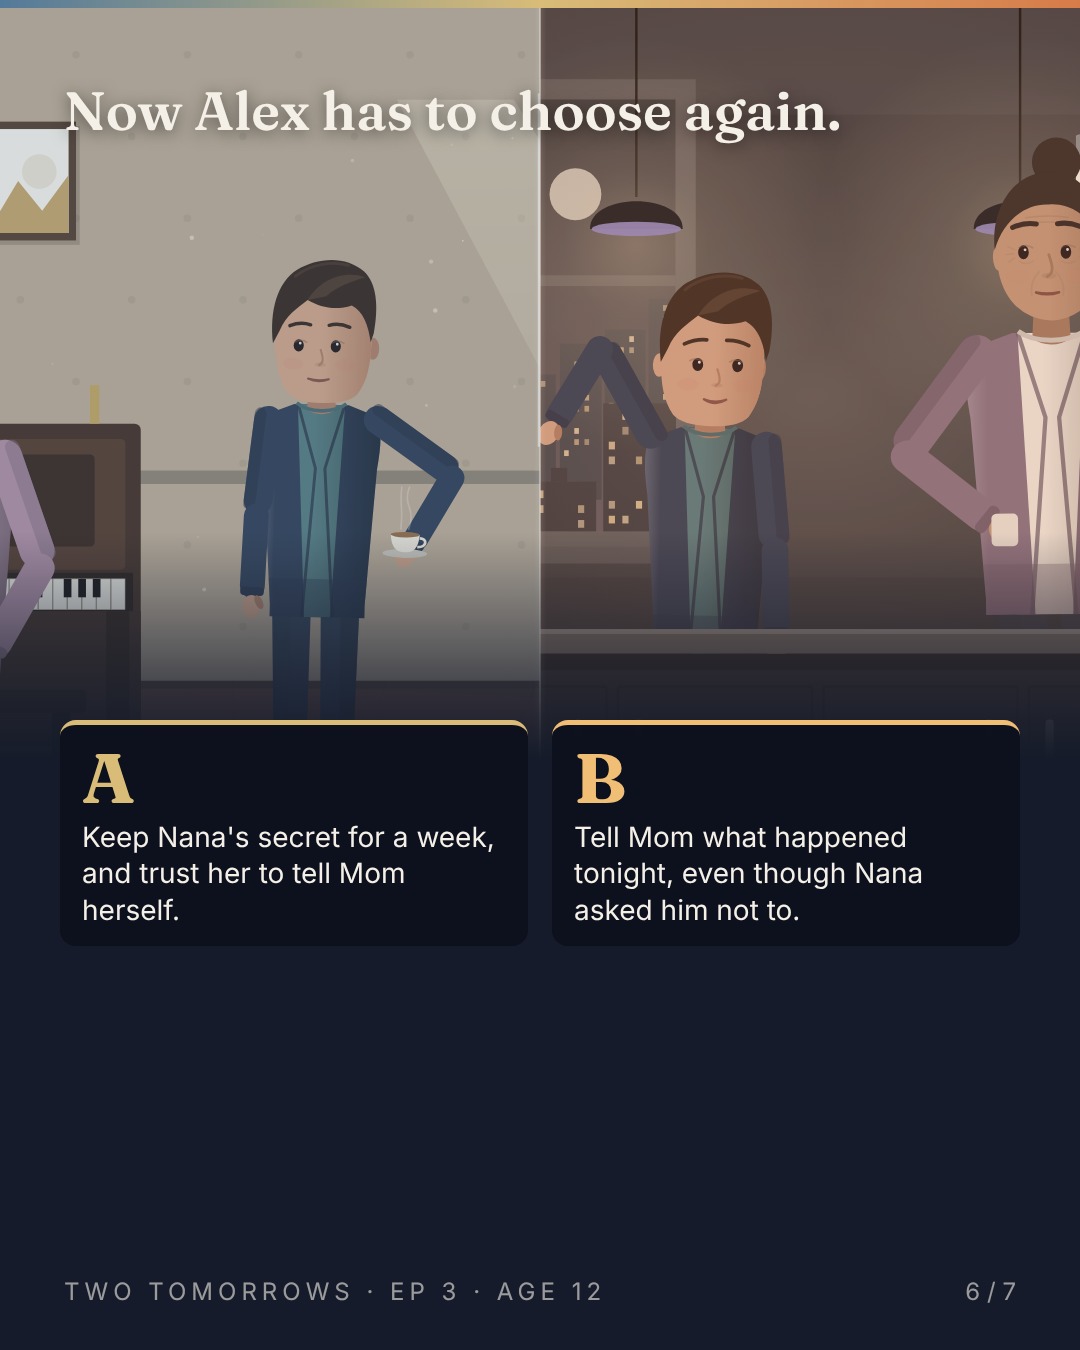 Now Alex has to choose again.
A
Keep Nana's secret for a week,
and trust her to tell Mom
herself.
B
Tell Mom what happened
tonight, even though Nana
asked him not to.
TWO TOMORROWS · EP 3 · AGE 12
6 / 7